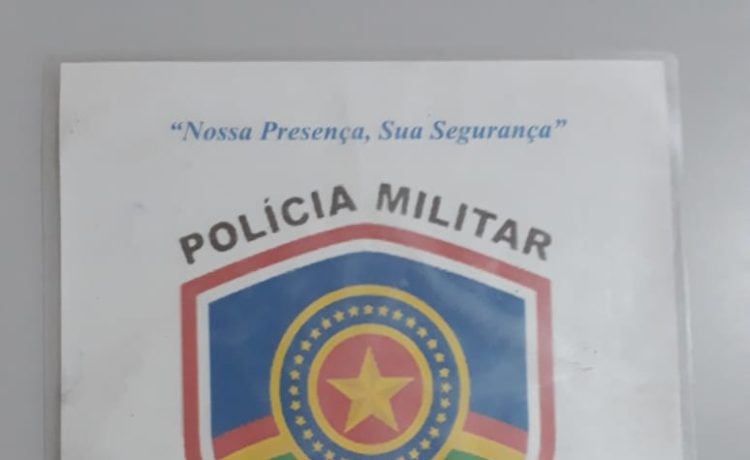 “Nossa Presença, Sua Segurança”
POLÍCIA MILITAR